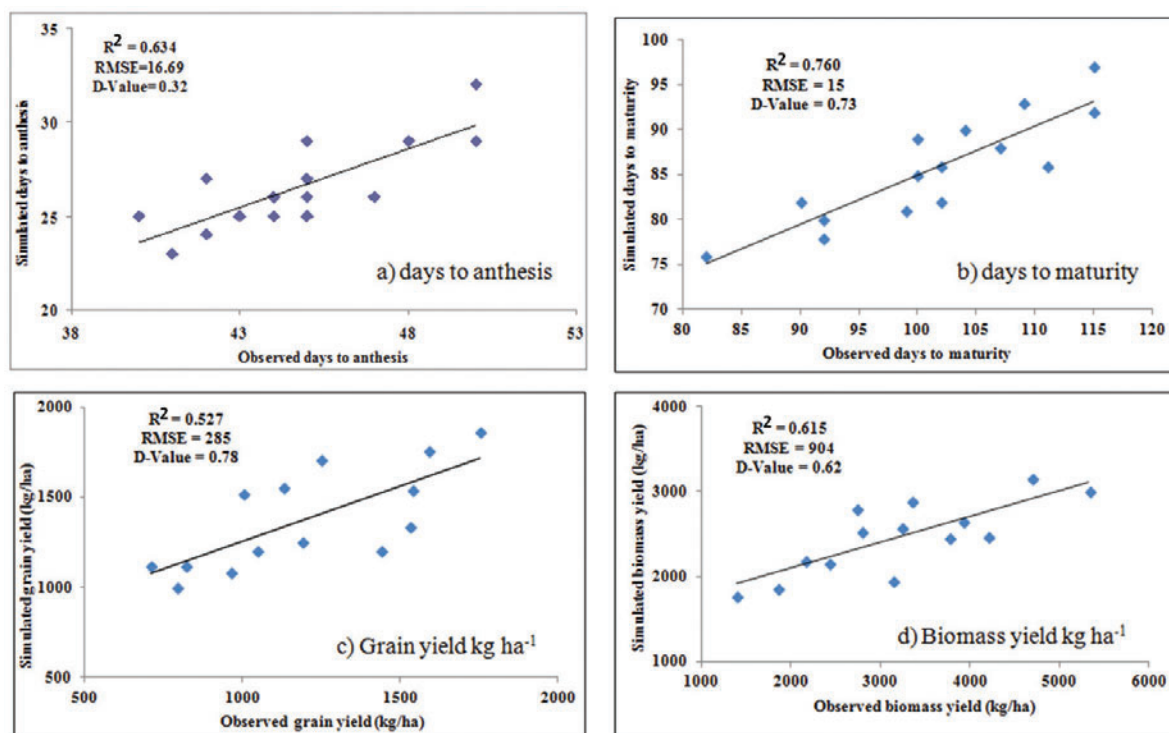 R2 = 0.634
RMSE=16.69
D-Value= 0.32
Simulated days to anthesis
35
30
25
20
38
43
48
53
a) days to anthesis
Observed days to anthesis
R2 = 0.760
RMSE = 15
D-Value = 0.73
Simulated days to maturity
100
95
90
85
80
75
70
80
85
90
95
100
105
110
115
120
b) days to maturity
Observed days to maturity
R2 = 0.527
RMSE = 285
D-Value = 0.78
Simulated grain yield (kg/ha)
2000
1500
1000
500
500
1000
1500
2000
c) Grain yield kg ha-1
Observed grain yield (kg/ha)
R2 = 0.615
RMSE = 904
D-Value = 0.62
Simulated biomass yield (kg/ha)
4000
3000
2000
1000
1000
2000
3000
4000
5000
6000
d) Biomass yield kg ha-1
Observed biomass yield (kg/ha)